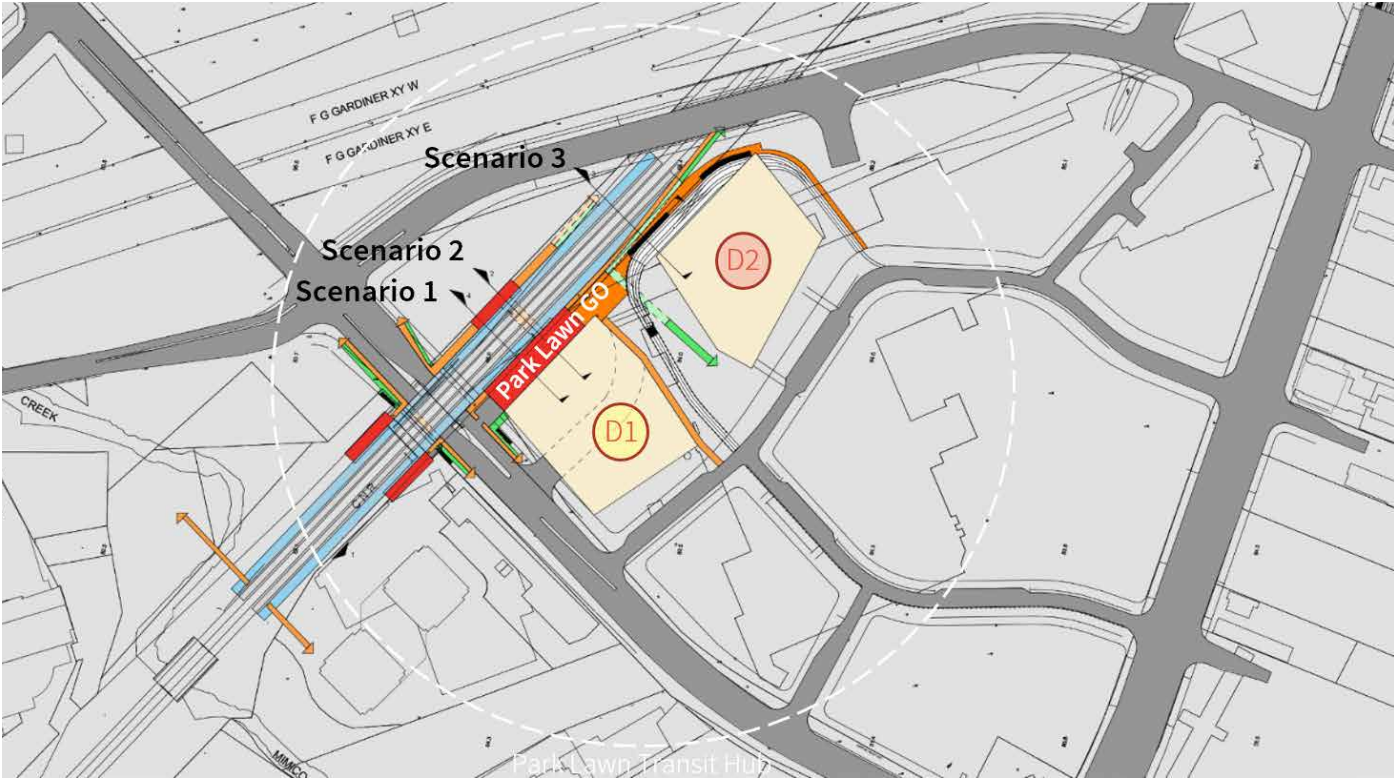 F G GARDINER XY W
F G GARDINER XY E
Scenario 3
Scenario 2
Scenario 1
Park Lawn GO
D2
D1
CREEK
C N R
MIMICO
Park Lawn Transit Hub